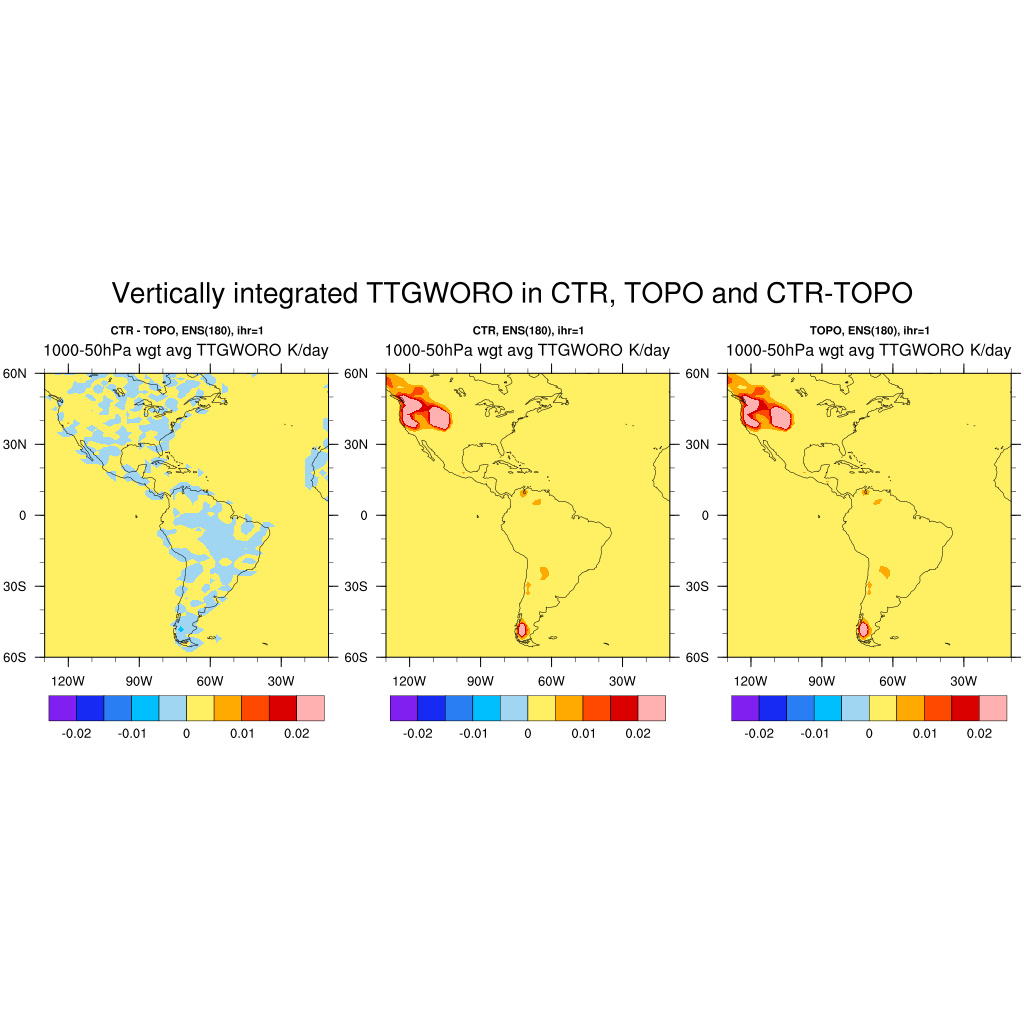 Vertically integrated TTGWORO in CTR, TOPO and CTR-TOPO
CTR - TOPO, ENS(180), ihr=1
1000-50hPa wgt avg TTGWORO K/day
60N
30N
0
30S
60S
120W 90W 60W 30W
-0.02 -0.01 0 0.01 0.02
CTR, ENS(180), ihr=1
1000-50hPa wgt avg TTGWORO K/day
60N
30N
0
30S
60S
120W 90W 60W 30W
-0.02 -0.01 0 0.01 0.02
TOPO, ENS(180), ihr=1
1000-50hPa wgt avg TTGWORO K/day
60N
30N
0
30S
60S
120W 90W 60W 30W
-0.02 -0.01 0 0.01 0.02